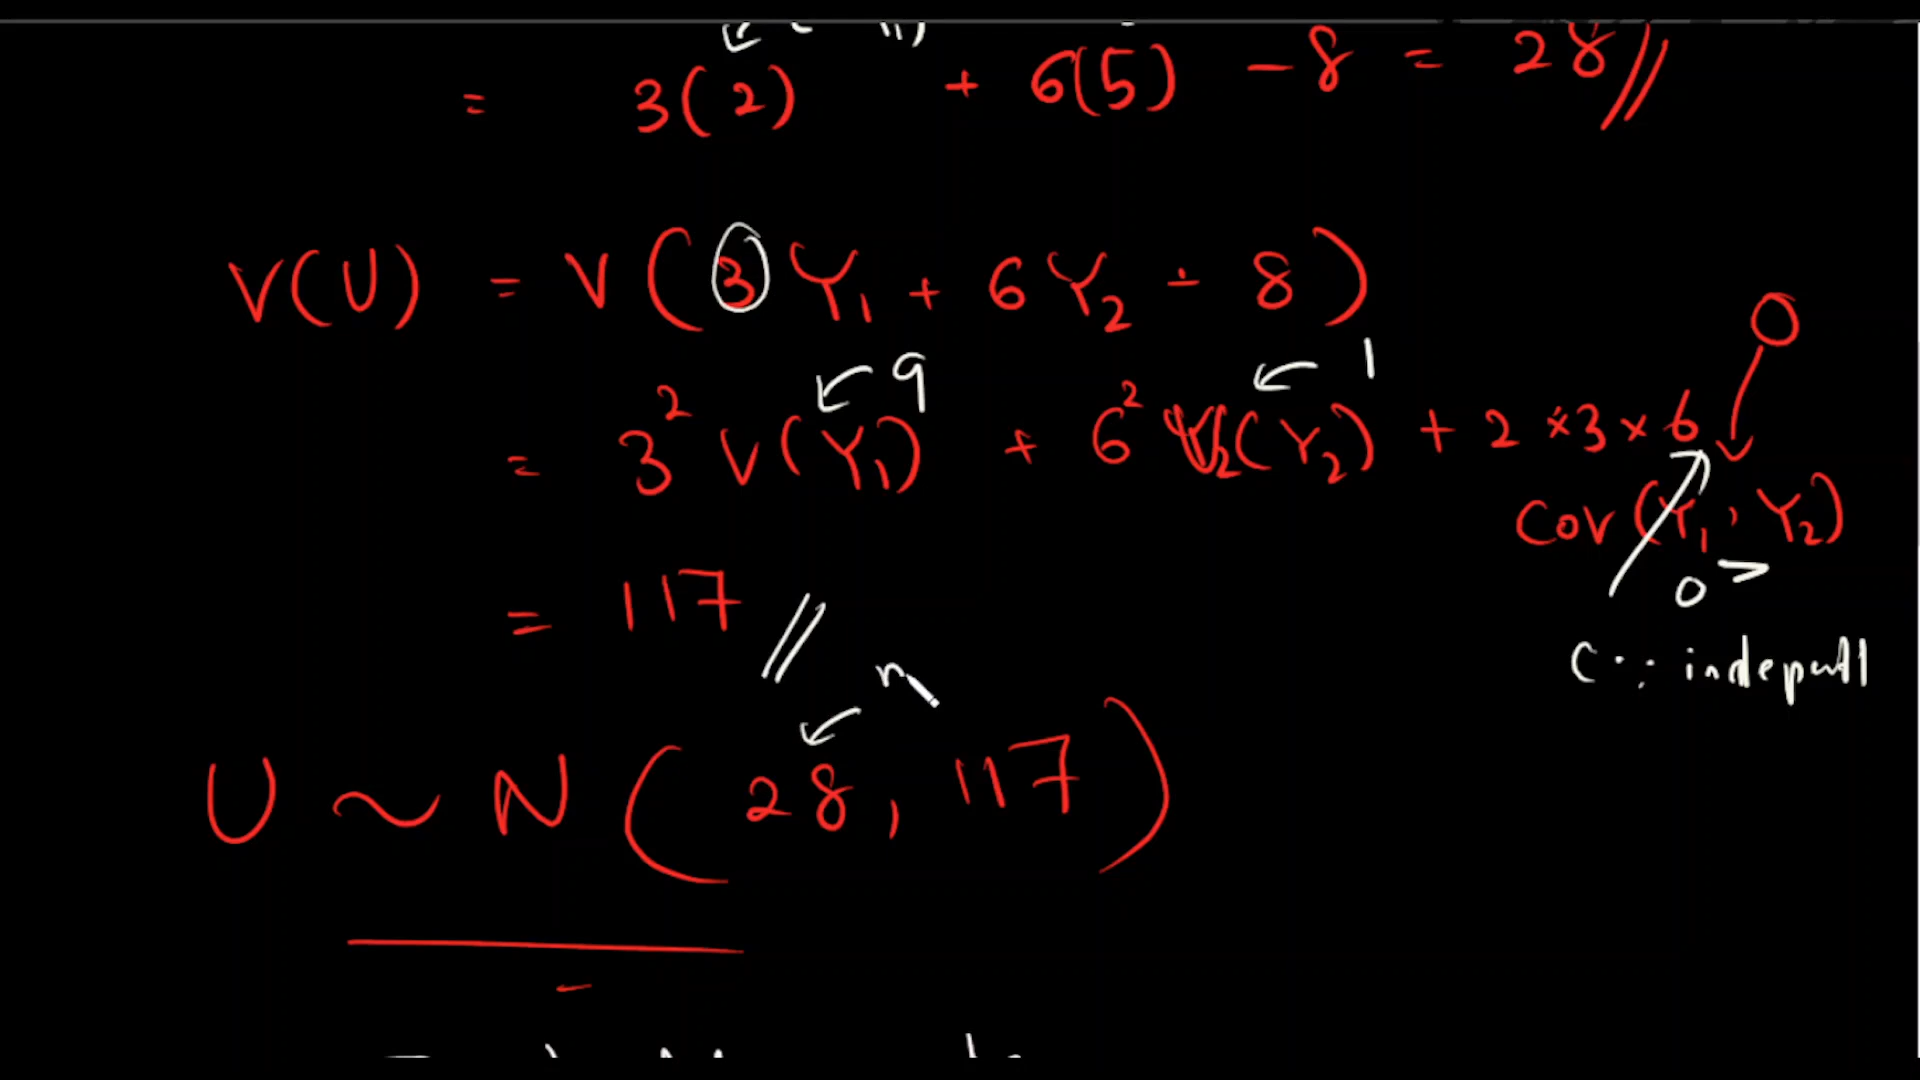 = 3(2) + 6(5) - 8 = 28//
V(U) = V(3Y₁ + 6Y₂ - 8)
9 1 0
= 3² V(Y₁) + 6² V(Y₂) + 2 × 3 × 6
Cov(Y₁, Y₂)
0
= 117 //
(∵ indep
U ~ N(28, 117)